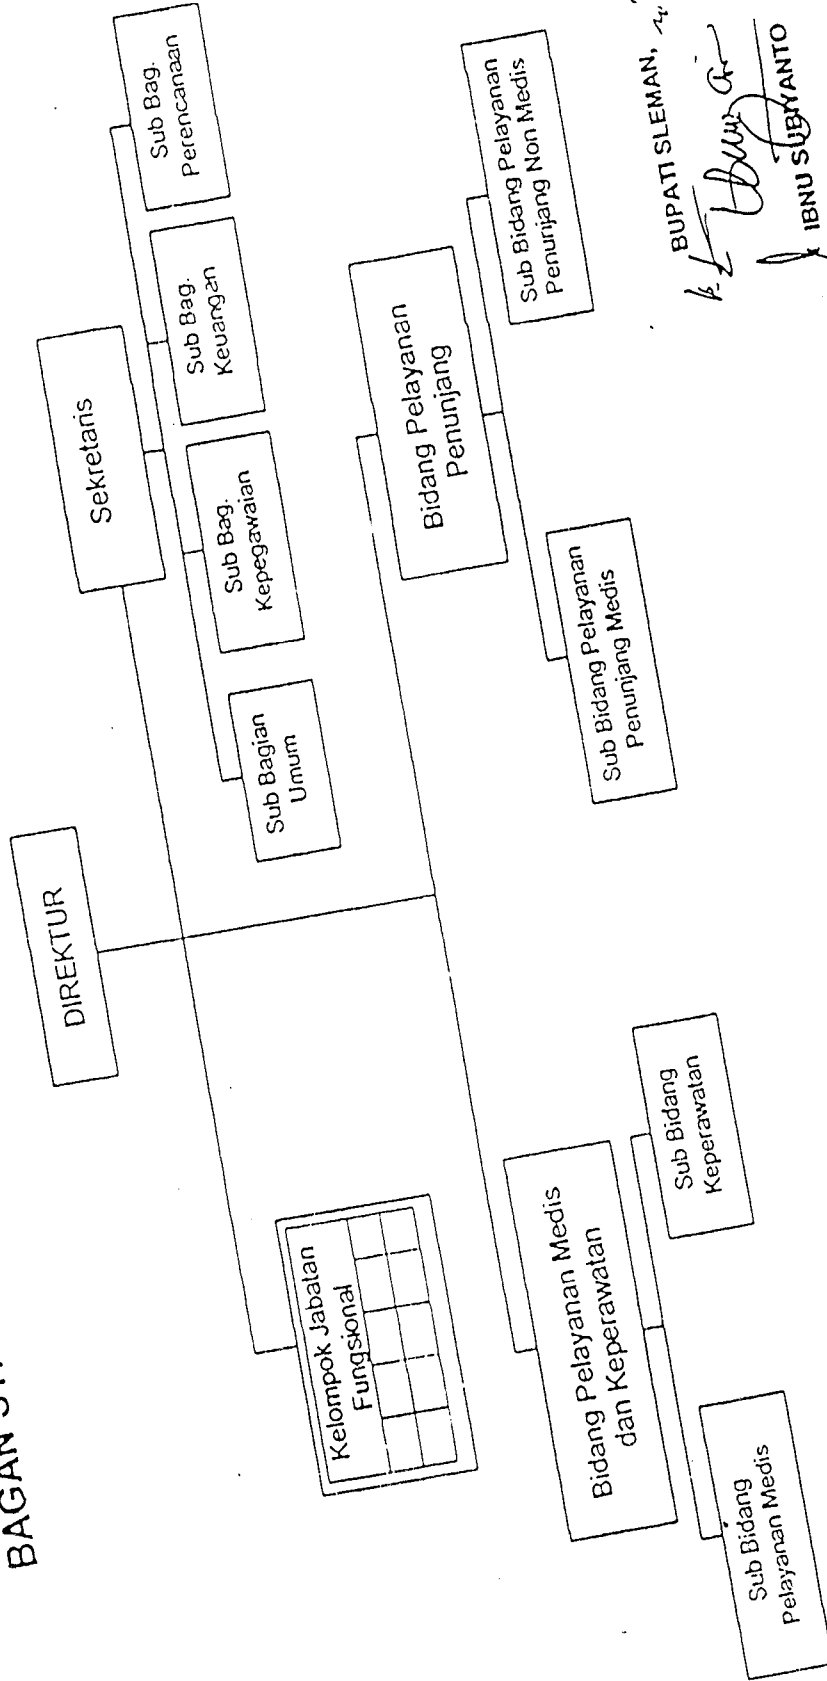 BAGAN
DIREKTUR
Sekretaris
Sub Bagian
Umum
Sub Bag.
Kepegawaian
Sub Bag.
Keuangan
Sub Bag.
Perencanaan
Kelompok Jabatan
Fungsional
Bidang Pelayanan Medis
dan Keperawatan
Bidang Pelayanan
Penunjang
Sub Bidang
Pelayanan Medis
Sub Bidang
Keperawatan
Sub Bidang Pelayanan
Penunjang Medis
Sub Bidang Pelayanan
Penunjang Non Medis
BUPATI SLEMAN,
IBNU SUBIYANTO